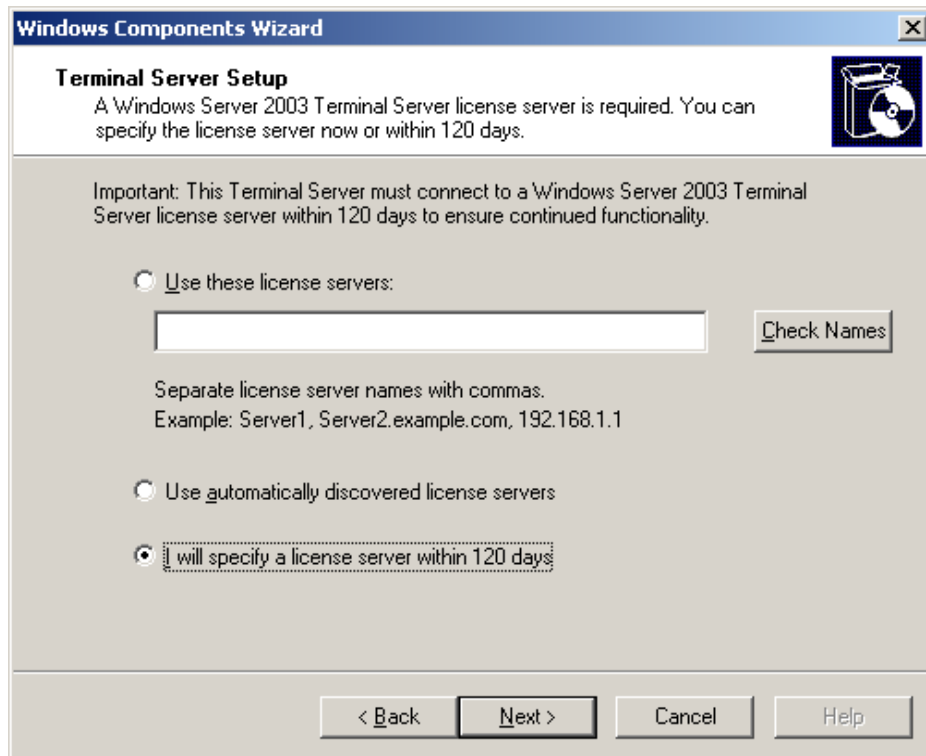 Windows Components Wizard
Terminal Server Setup
A Windows Server 2003 Terminal Server license server is required. You can
specify the license server now or within 120 days.
Important: This Terminal Server must connect to a Windows Server 2003 Terminal
Server license server within 120 days to ensure continued functionality.
Use these license servers:
Check Names
Separate license server names with commas.
Example: Server1, Server2.example.com, 192.168.1.1
Use automatically discovered license servers
I will specify a license server within 120 days
< Back Next > Cancel Help